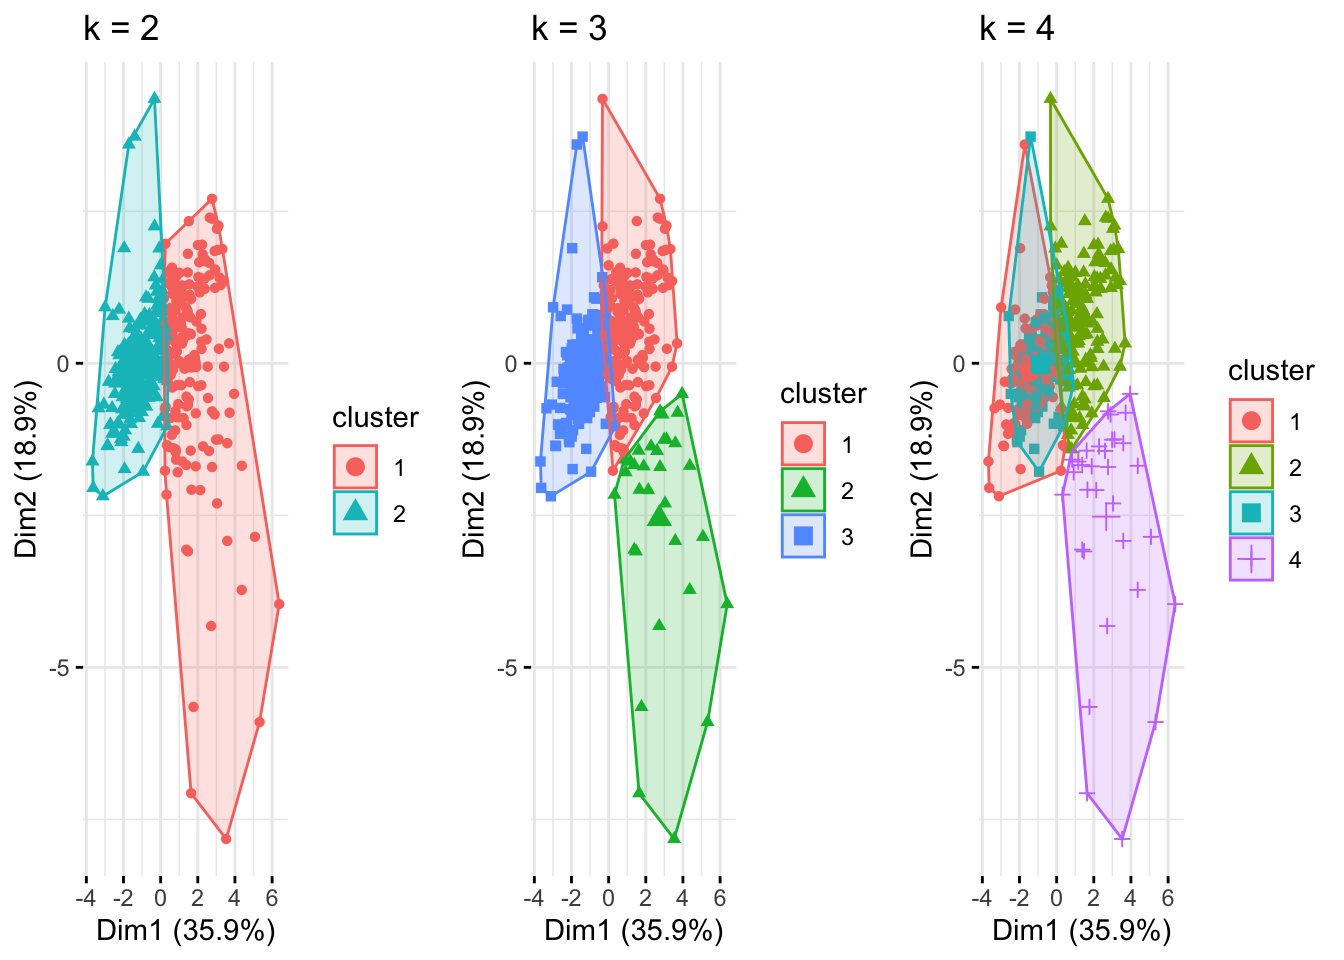 k = 2
Dim2 (18.9%)
0
-5
-4 -2 0 2 4 6
Dim1 (35.9%)
cluster
1
2
k = 3
Dim2 (18.9%)
0
-5
-4 -2 0 2 4 6
Dim1 (35.9%)
cluster
1
2
3
k = 4
Dim2 (18.9%)
0
-5
-4 -2 0 2 4 6
Dim1 (35.9%)
cluster
1
2
3
4